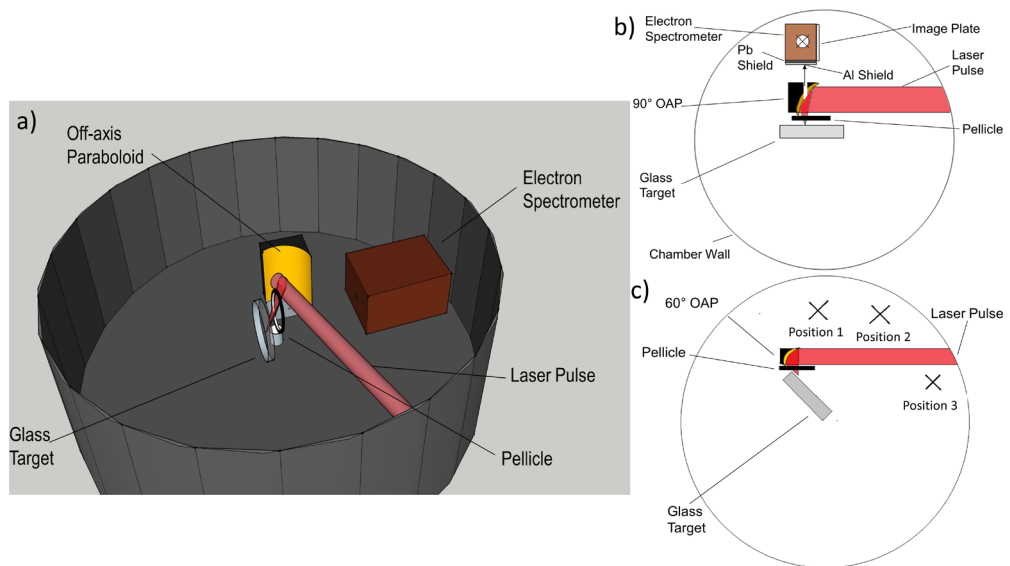 a)
Off-axis
Paraboloid
Electron
Spectrometer
Laser Pulse
Glass
Target
Pellicle
b)
Electron
Spectrometer
Image Plate
Pb
Shield
Laser
Pulse
Al Shield
90° OAP
Pellicle
Glass
Target
Chamber Wall
c)
60° OAP
Laser Pulse
Position 1
Position 2
Pellicle
Position 3
Glass
Target